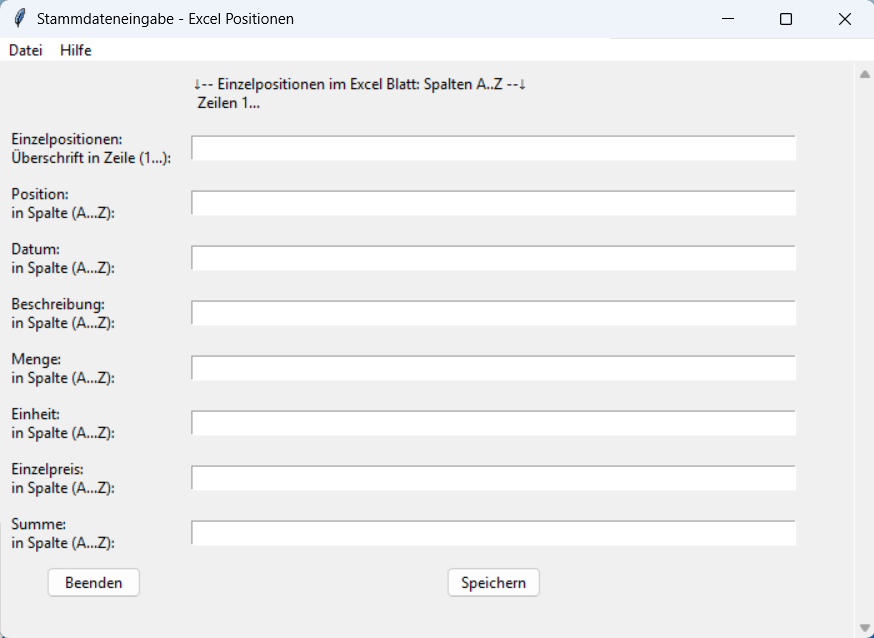 Stammdateneingabe - Excel Positionen
Datei Hilfe
↓-- Einzelpositionen im Excel Blatt: Spalten A..Z --↓
Zeilen 1...
Einzelpositionen:
Überschrift in Zeile (1...):
Position:
in Spalte (A...Z):
Datum:
in Spalte (A...Z):
Beschreibung:
in Spalte (A...Z):
Menge:
in Spalte (A...Z):
Einheit:
in Spalte (A...Z):
Einzelpreis:
in Spalte (A...Z):
Summe:
in Spalte (A...Z):
Beenden Speichern